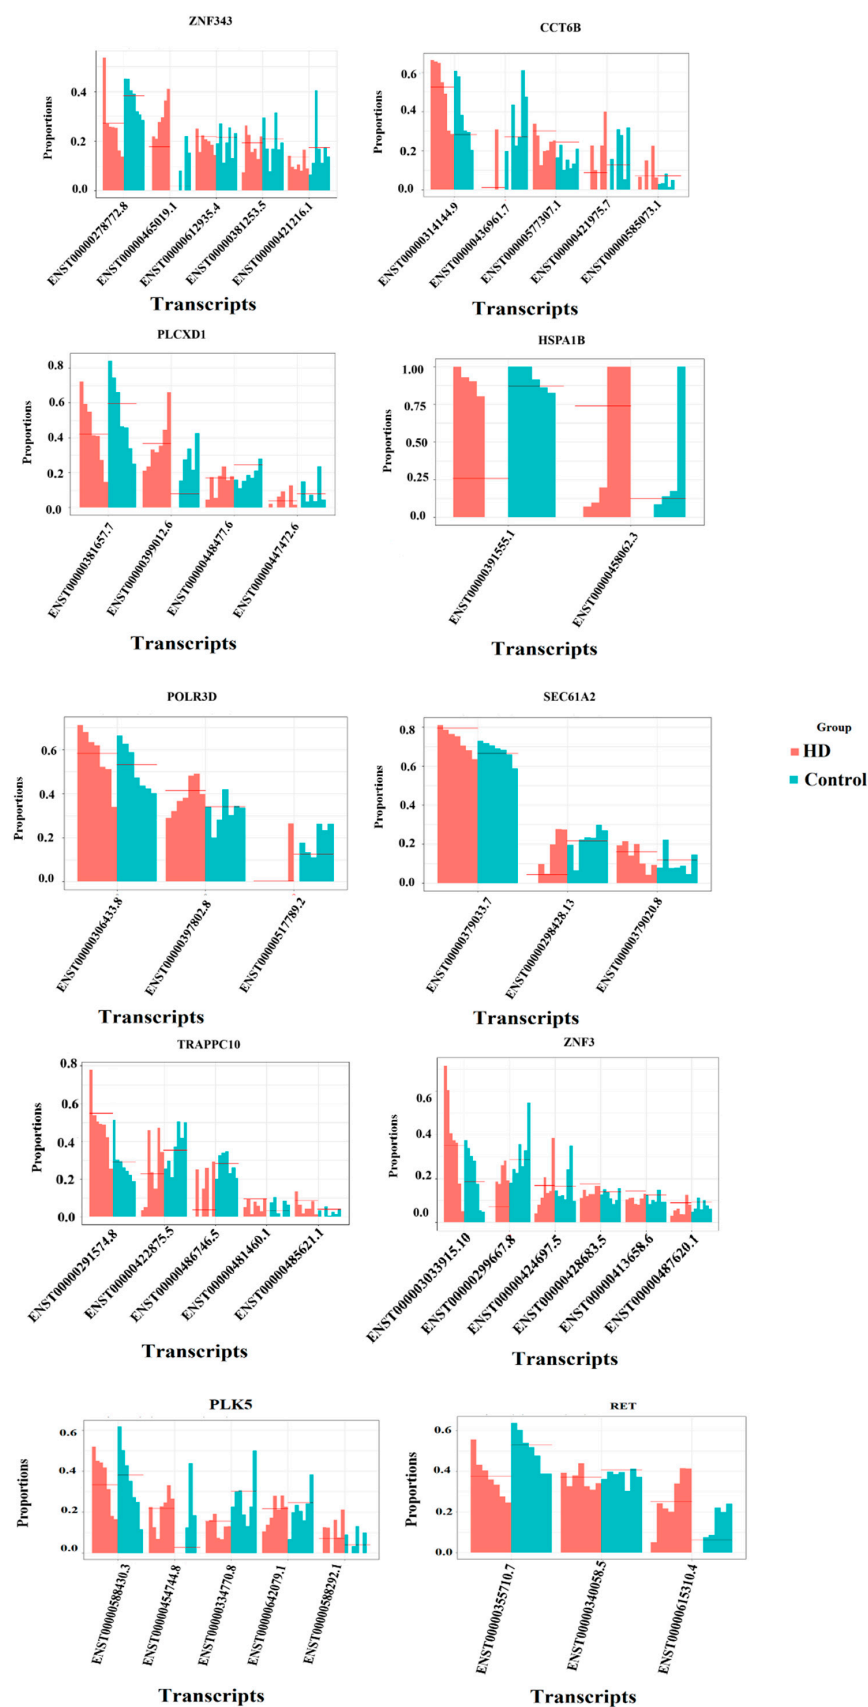 ZNF343
Proportions
0.4
0.2
0.0
ENST00000278772.8
ENST00000465019.1
ENST00000612935.4
ENST00000381253.5
ENST00000421216.1
Transcripts
CCT6B
Proportions
0.6
0.4
0.2
0.0
ENST00000314144.9
ENST00000436961.7
ENST00000577307.1
ENST00000421975.7
ENST00000585073.1
Transcripts
PLCXD1
Proportions
0.8
0.6
0.4
0.2
0.0
ENST00000381657.7
ENST00000399012.6
ENST00000448477.6
ENST00000447472.6
Transcripts
HSPA1B
Proportions
1.00
0.75
0.50
0.25
0.00
ENST00000391555.1
ENST00000458062.3
Transcripts
POLR3D
Proportions
0.6
0.4
0.2
0.0
ENST00000306433.8
ENST00000397802.8
ENST00000517789.2
Transcripts
SEC61A2
Proportions
0.8
0.6
0.4
0.2
0.0
ENST00000379033.7
ENST00000298428.13
ENST00000379020.8
Transcripts
Group
HD
Control
TRAPPC10
Proportions
0.8
0.6
0.4
0.2
0.0
ENST00000291574.8
ENST00000422875.5
ENST00000486746.5
ENST00000481460.1
ENST00000485621.1
Transcripts
ZNF3
Proportions
0.6
0.4
0.2
0.0
ENST000003033915.10
ENST00000299667.8
ENST00000424697.5
ENST00000428683.5
ENST00000413658.6
ENST00000487620.1
Transcripts
PLK5
Proportions
0.6
0.4
0.2
0.0
ENST00000588430.3
ENST00000454744.8
ENST00000334770.8
ENST00000642079.1
ENST00000588292.1
Transcripts
RET
Proportions
0.6
0.4
0.2
0.0
ENST00000355710.7
ENST00000340058.5
ENST00000615310.4
Transcripts